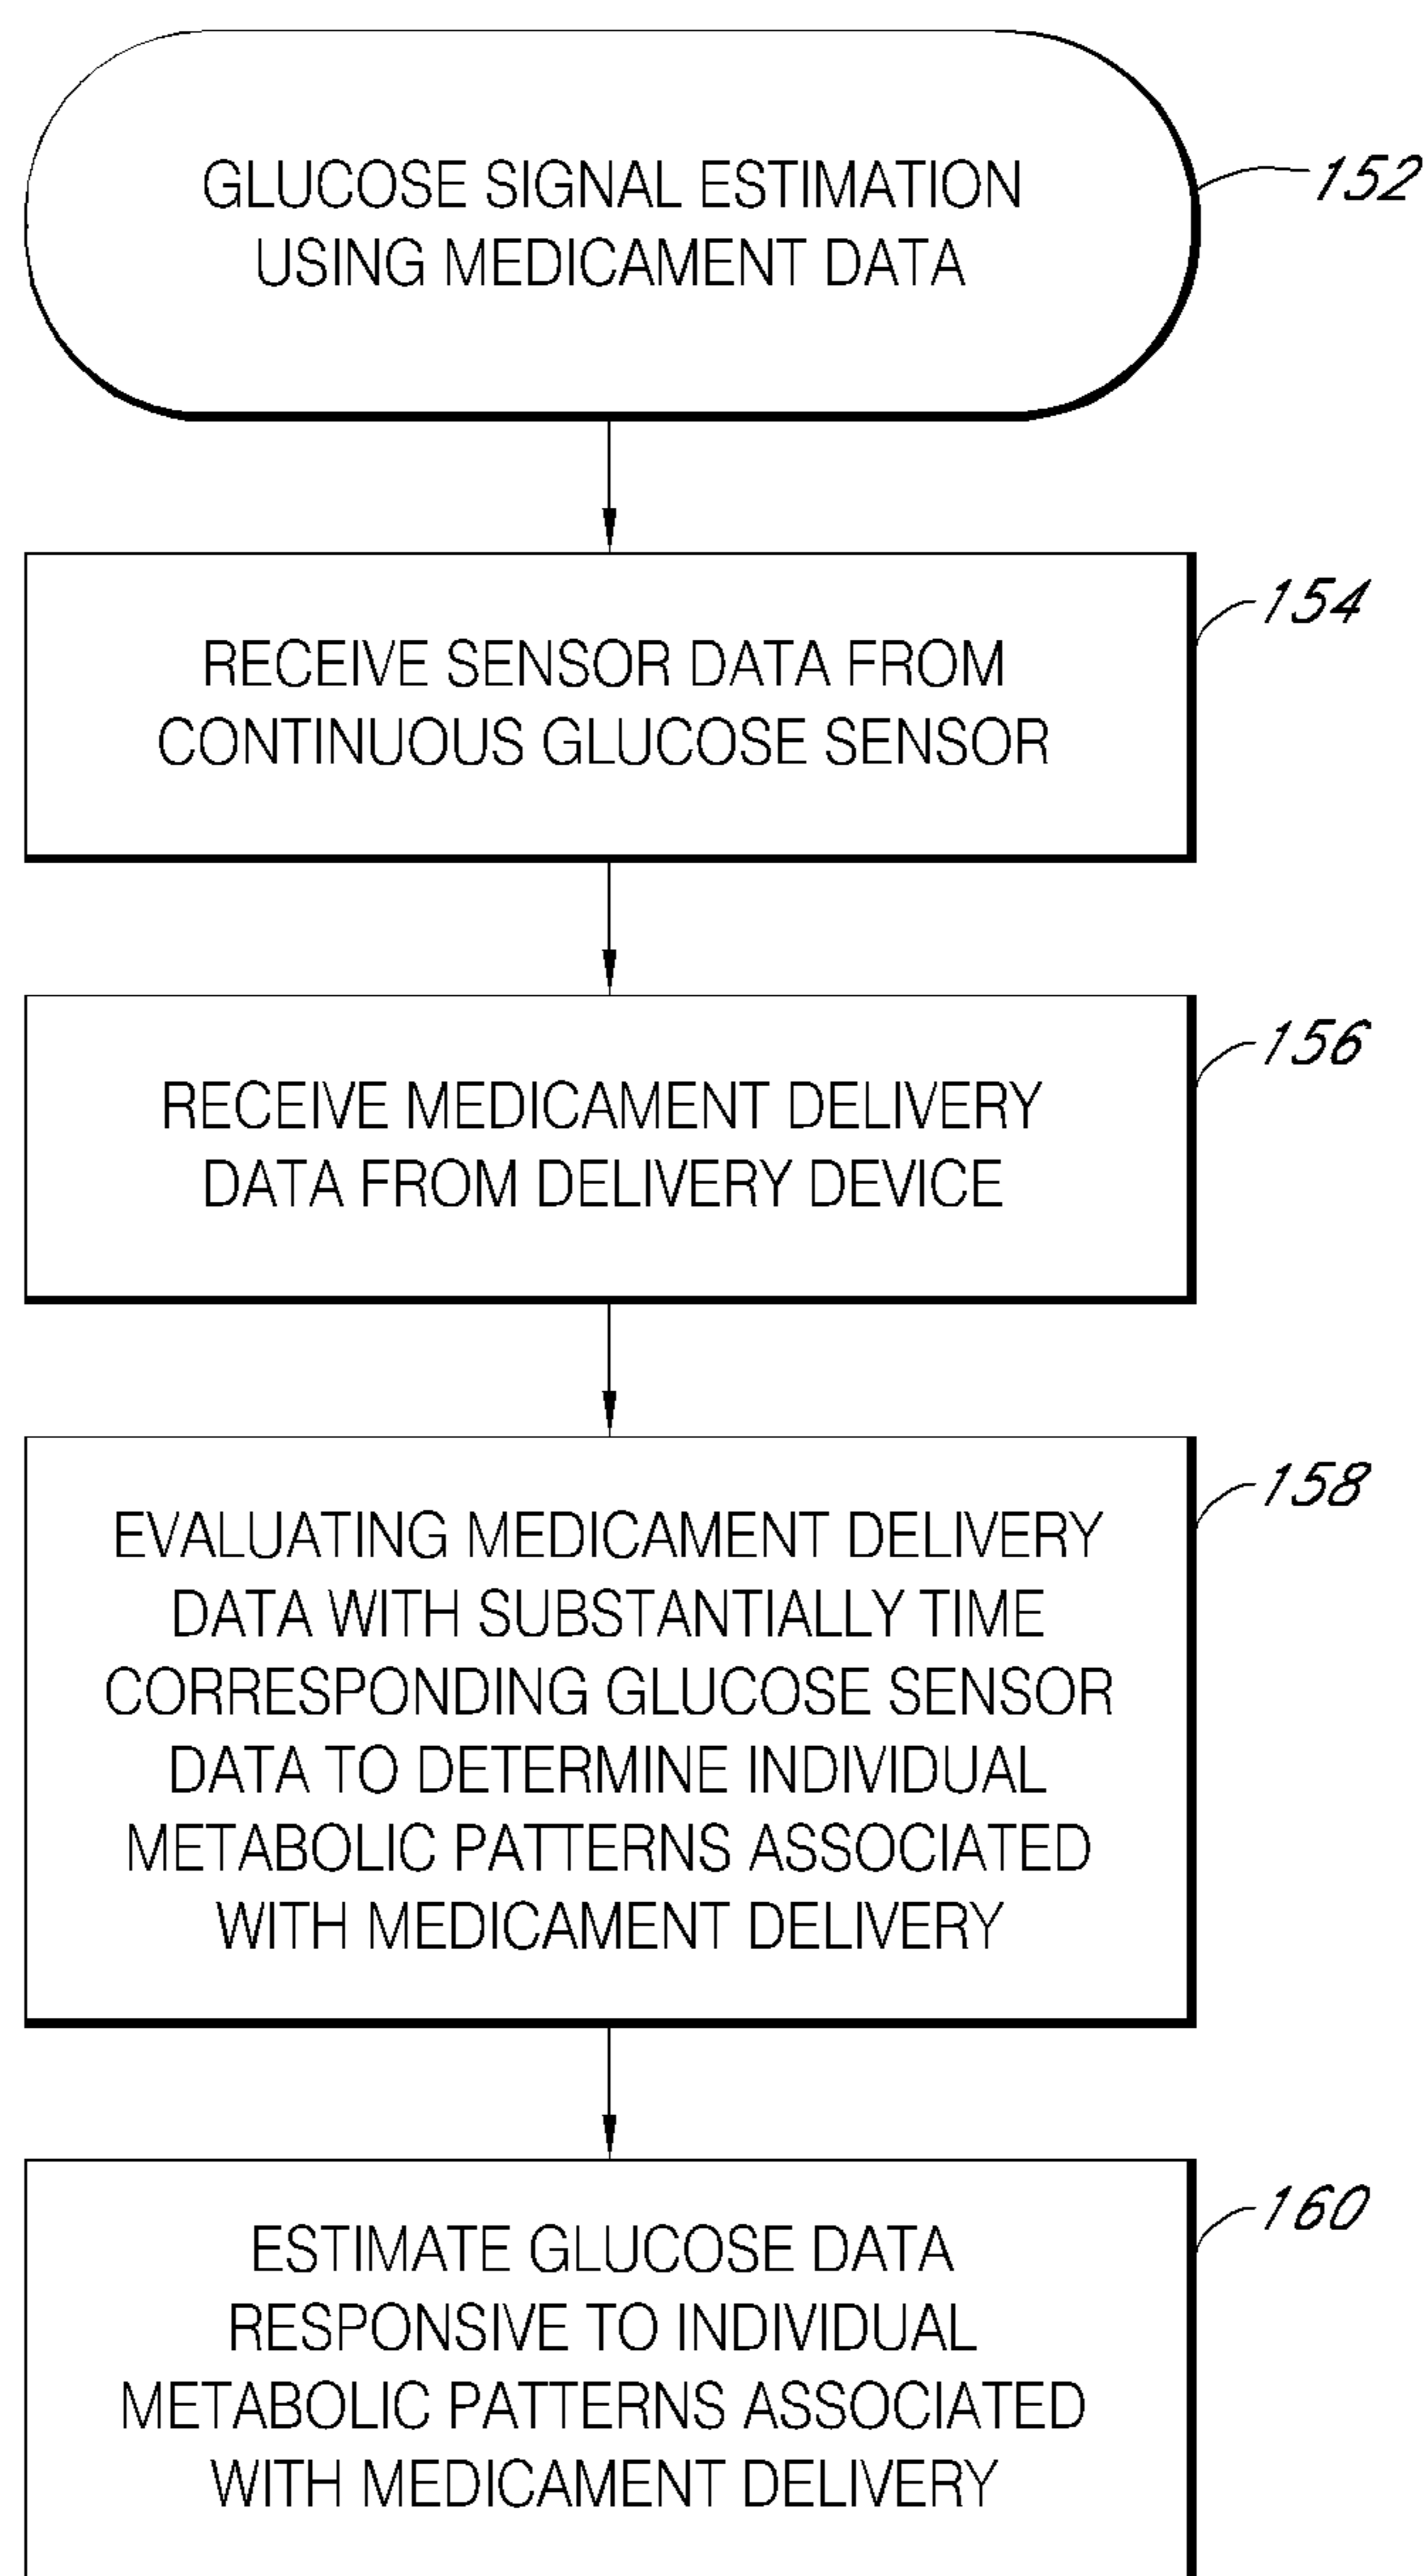 GLUCOSE SIGNAL ESTIMATION
USING MEDICAMENT DATA
152
RECEIVE SENSOR DATA FROM
CONTINUOUS GLUCOSE SENSOR
154
RECEIVE MEDICAMENT DELIVERY
DATA FROM DELIVERY DEVICE
156
EVALUATING MEDICAMENT DELIVERY
DATA WITH SUBSTANTIALLY TIME
CORRESPONDING GLUCOSE SENSOR
DATA TO DETERMINE INDIVIDUAL
METABOLIC PATTERNS ASSOCIATED
WITH MEDICAMENT DELIVERY
158
ESTIMATE GLUCOSE DATA
RESPONSIVE TO INDIVIDUAL
METABOLIC PATTERNS ASSOCIATED
WITH MEDICAMENT DELIVERY
160